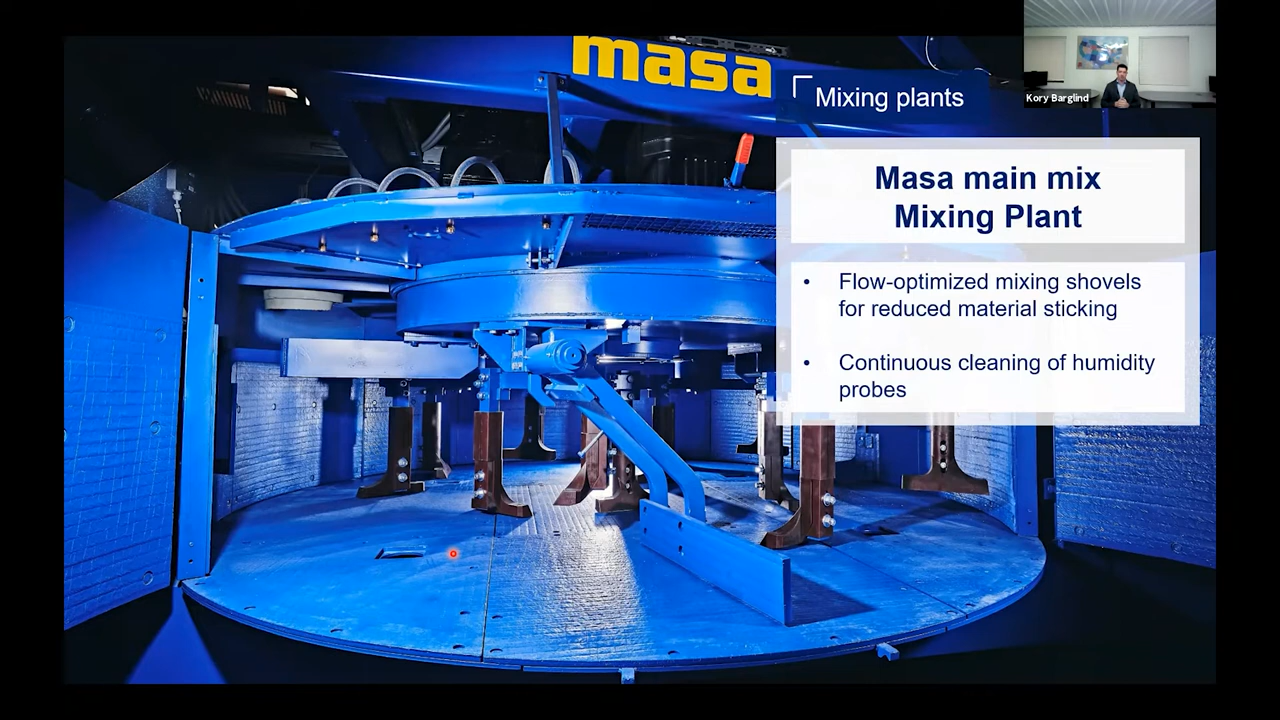 masa
Mixing plants
Kory Barglind
Masa main mix
Mixing Plant
• Flow-optimized mixing shovels
for reduced material sticking
• Continuous cleaning of humidity
probes